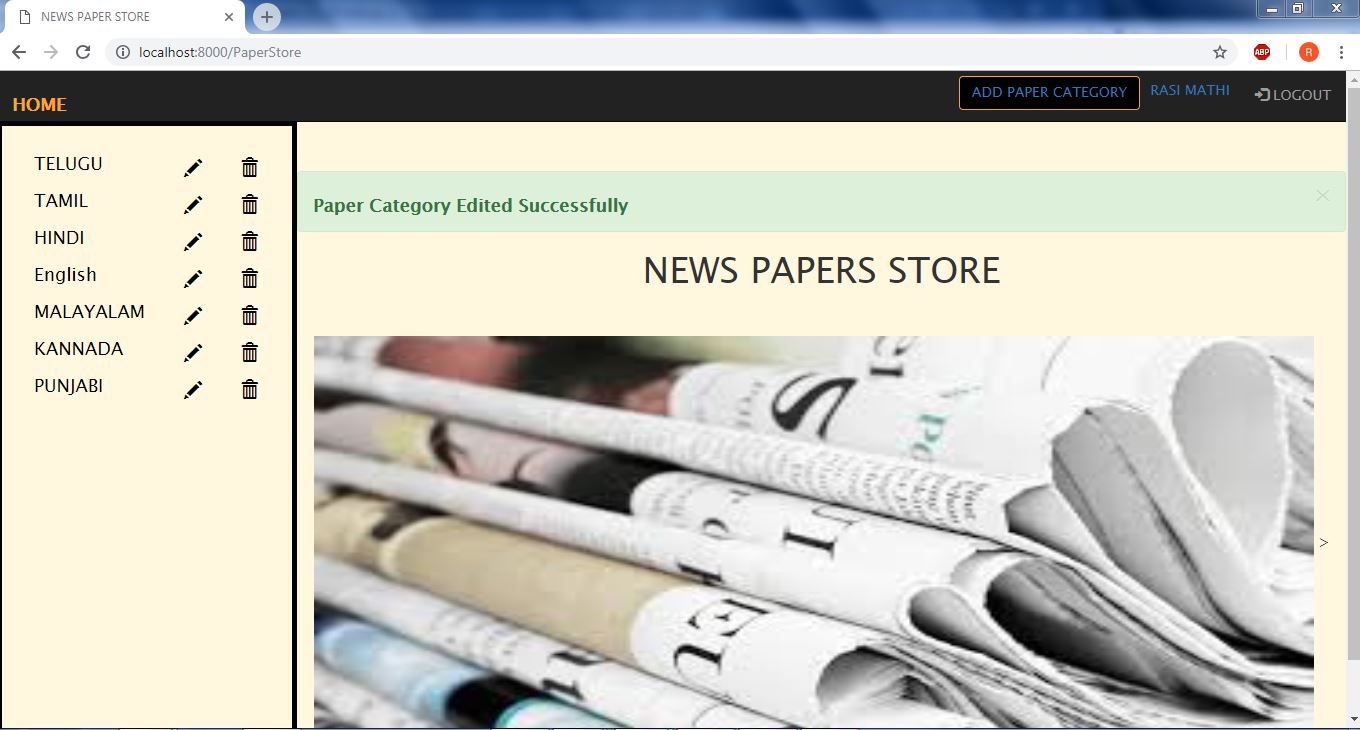 NEWS PAPER STORE
localhost:8000/PaperStore
ABP
R
HOME
ADD PAPER CATEGORY
RASI MATHI
LOGOUT
TELUGU
TAMIL
HINDI
English
MALAYALAM
KANNADA
PUNJABI
Paper Category Edited Successfully
×
NEWS PAPERS STORE
>